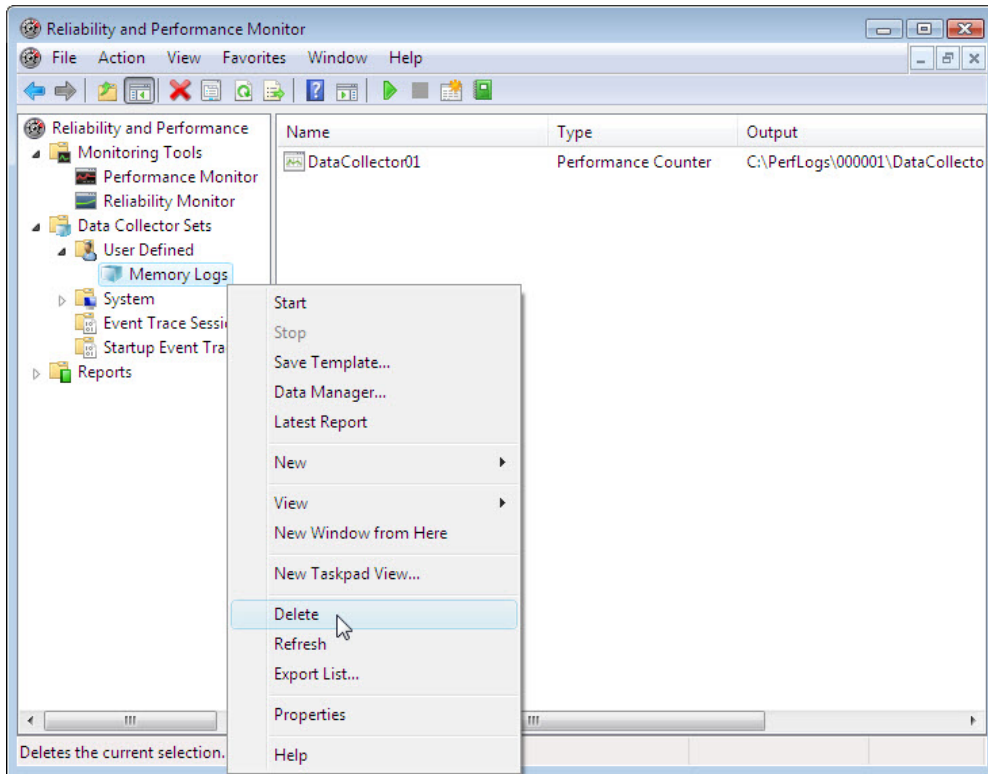 Reliability and Performance Monitor
File Action View Favorites Window Help
Reliability and Performance
Monitoring Tools
Performance Monitor
Reliability Monitor
Data Collector Sets
User Defined
Memory Logs
System
Event Trace Sessi
Startup Event Tra
Reports
Name Type Output
DataCollector01 Performance Counter C:\PerfLogs\000001\DataCollecto
Start
Stop
Save Template...
Data Manager...
Latest Report
New
View
New Window from Here
New Taskpad View...
Delete
Refresh
Export List...
Properties
Help
Deletes the current selection.